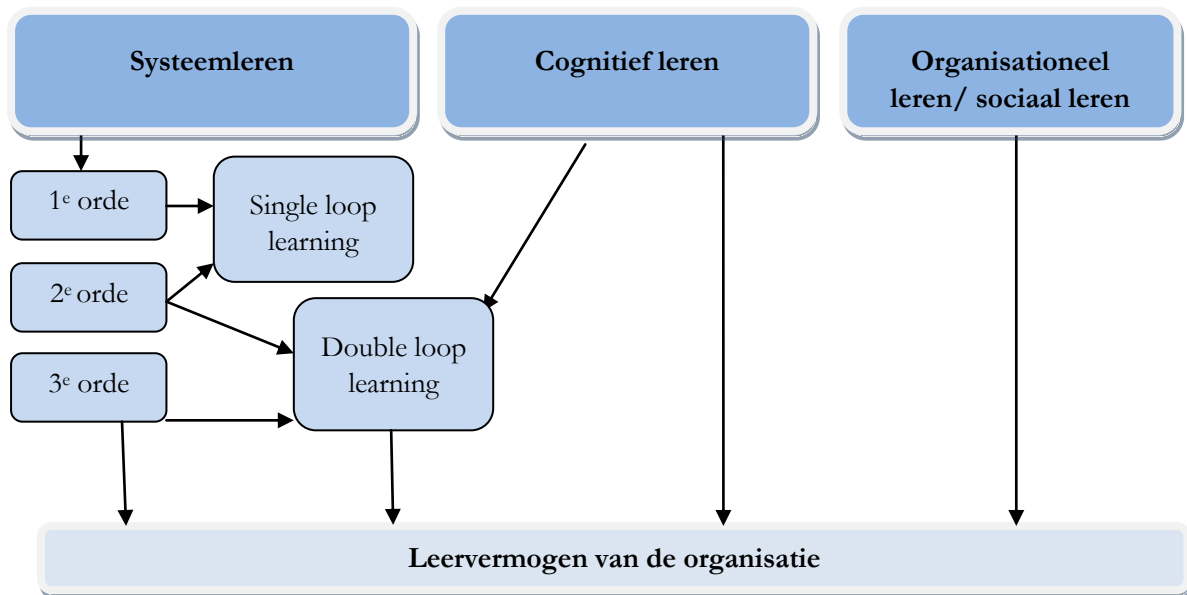 Systeemleren
Cognitief leren
Organisationeel
leren/ sociaal leren
1e orde
Single loop
learning
2e orde
Double loop
learning
3e orde
Leervermogen van de organisatie